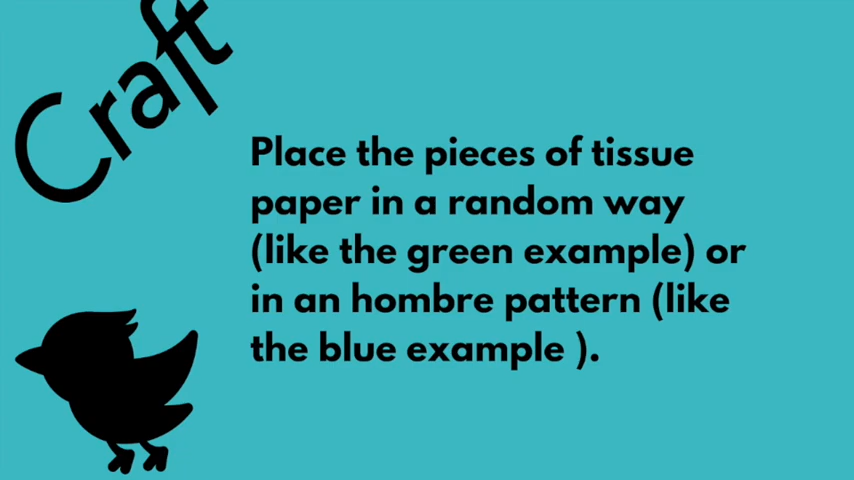 Craft
Place the pieces of tissue
paper in a random way
(like the green example) or
in an hombre pattern (like
the blue example ).